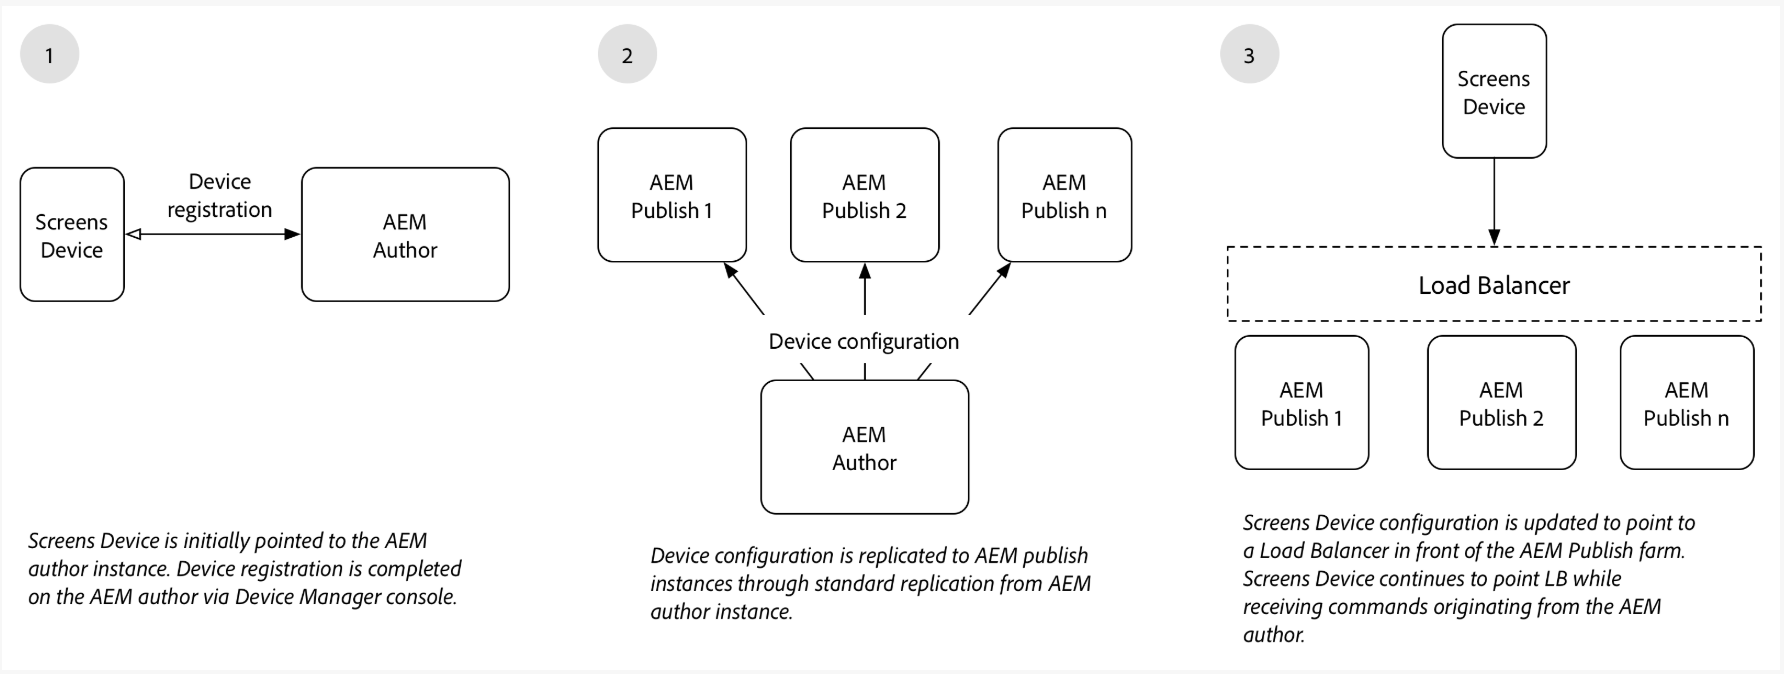 1
Screens
Device
Device
registration
AEM
Author
Screens Device is initially pointed to the AEM
author instance. Device registration is completed
on the AEM author via Device Manager console.
2
AEM
Publish 1
AEM
Publish 2
AEM
Publish n
Device configuration
AEM
Author
Device configuration is replicated to AEM publish
instances through standard replication from AEM
author instance.
3
Screens
Device
Load Balancer
AEM
Publish 1
AEM
Publish 2
AEM
Publish n
Screens Device configuration is updated to point to
a Load Balancer in front of the AEM Publish farm.
Screens Device continues to point LB while
receiving commands originating from the AEM
author.